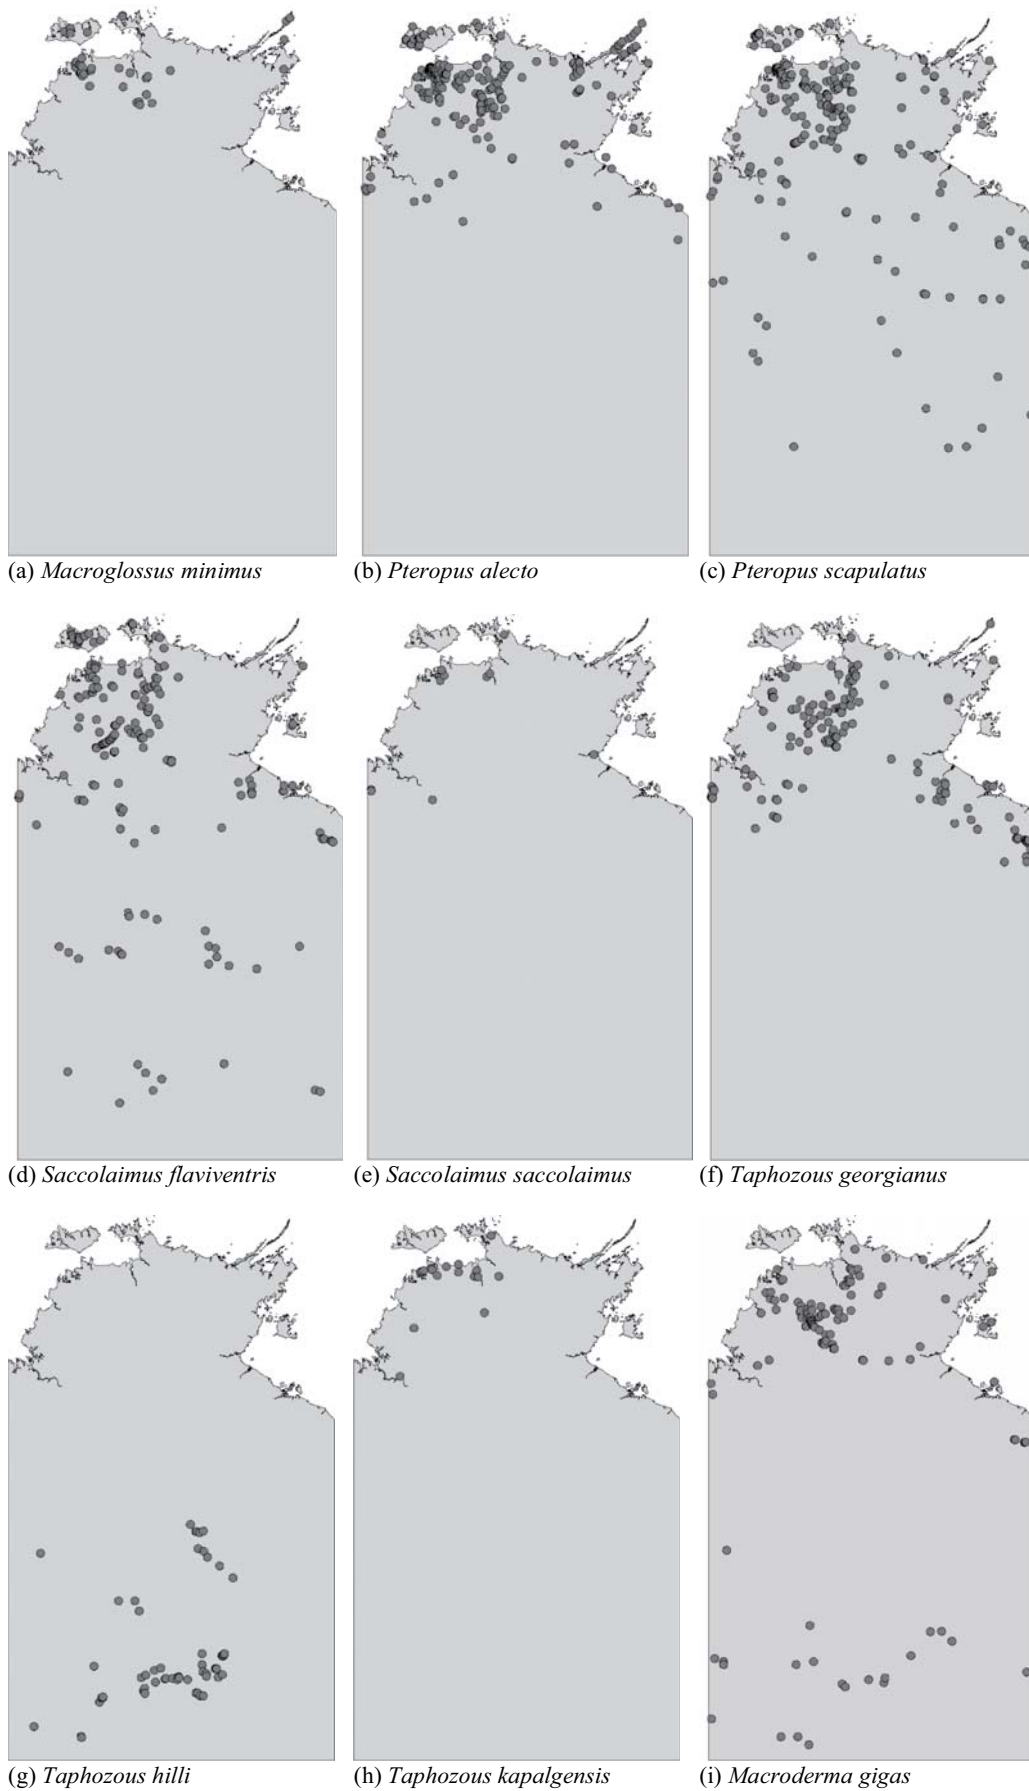 (a) Macroglossus minimus
(b) Pteropus alecto
(c) Pteropus scapulatus
(d) Saccolaimus flaviventris
(e) Saccolaimus saccolaimus
(f) Taphozous georgianus
(g) Taphozous hilli
(h) Taphozous kapalgensis
(i) Macroderma gigas